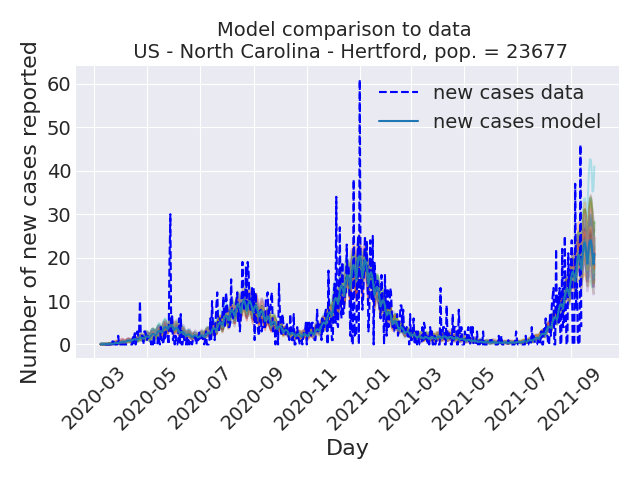 Model comparison to data
US - North Carolina - Hertford, pop. = 23677
Number of new cases reported
60
50
40
30
20
10
0
new cases data
new cases model
2020-03
2020-05
2020-07
2020-09
2020-11
2021-01
2021-03
2021-05
2021-07
2021-09
Day